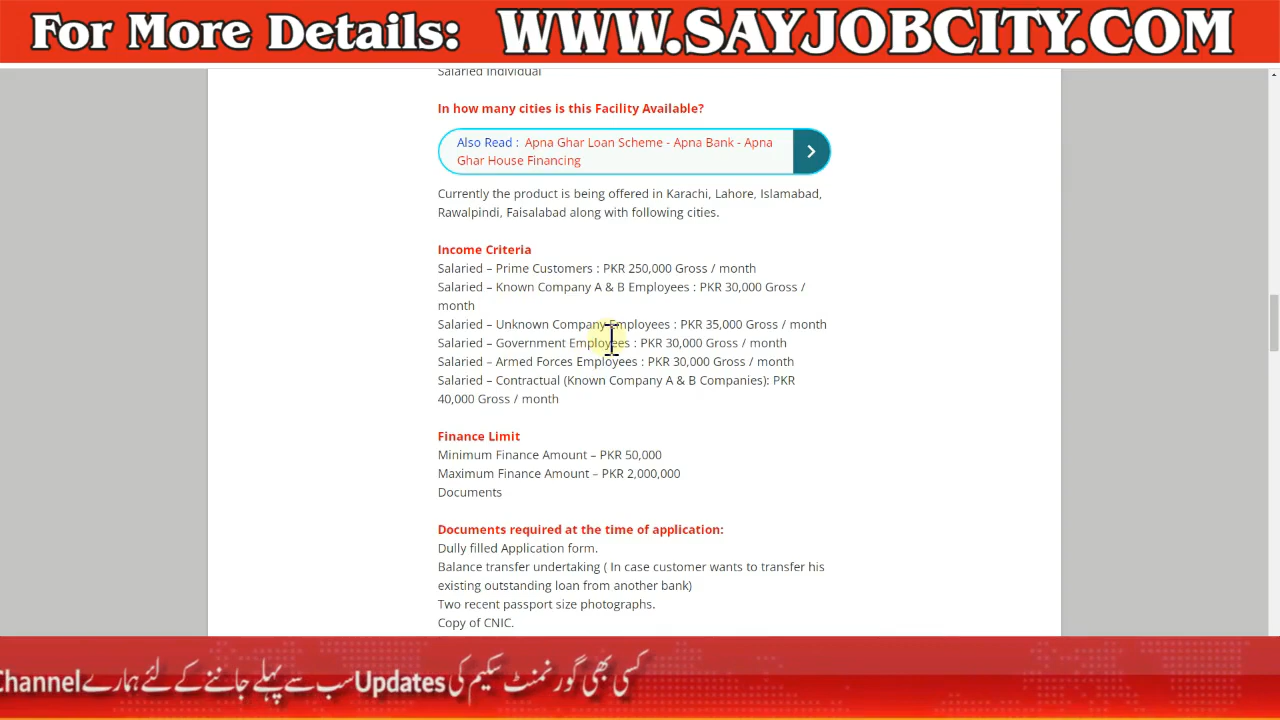 For More Details: WWW.SAYJOBCITY.COM
Salaried Individual
In how many cities is this Facility Available?
Also Read : Apna Ghar Loan Scheme - Apna Bank - Apna
Ghar House Financing
Currently the product is being offered in Karachi, Lahore, Islamabad,
Rawalpindi, Faisalabad along with following cities.
Income Criteria
Salaried – Prime Customers : PKR 250,000 Gross / month
Salaried – Known Company A & B Employees : PKR 30,000 Gross /
month
Salaried – Unknown Company Employees : PKR 35,000 Gross / month
Salaried – Government Employees : PKR 30,000 Gross / month
Salaried – Armed Forces Employees : PKR 30,000 Gross / month
Salaried – Contractual (Known Company A & B Companies): PKR
40,000 Gross / month
Finance Limit
Minimum Finance Amount – PKR 50,000
Maximum Finance Amount – PKR 2,000,000
Documents
Documents required at the time of application:
Dully filled Application form.
Balance transfer undertaking ( In case customer wants to transfer his
existing outstanding loan from another bank)
Two recent passport size photographs.
Copy of CNIC.
کسی بھی گورنمنٹ سکیم کی Updates سب سے پہلے جاننے کے لئے ہمارے Channel